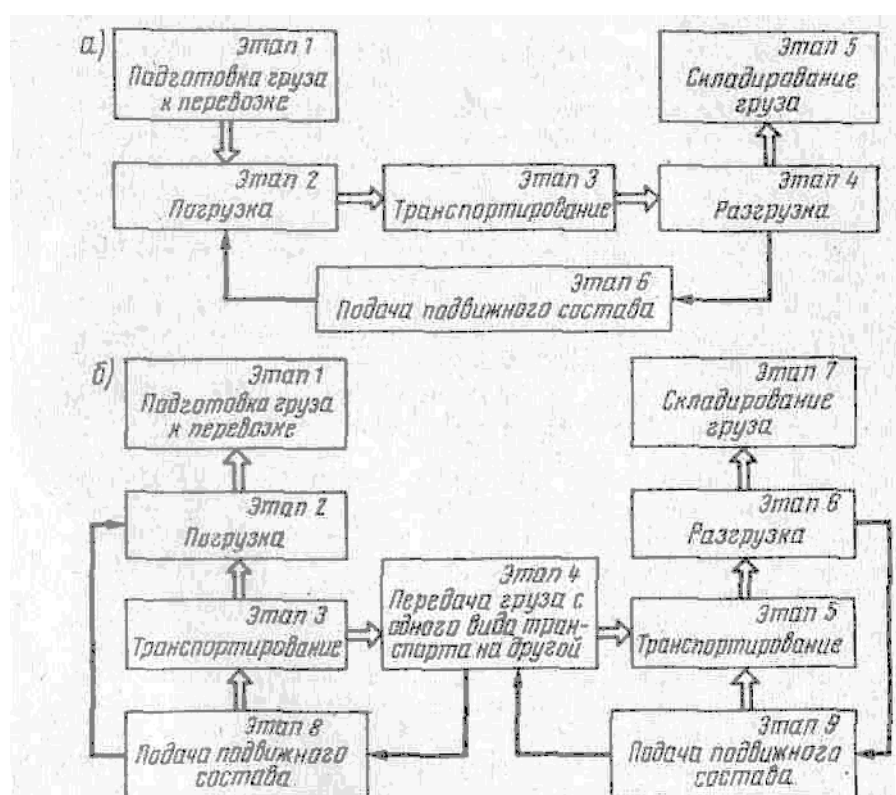 а)
Этап 1
Подготовка груза
к перевозке
Этап 5
Складирование
груза
Этап 2
Погрузка
Этап 3
Транспортирование
Этап 4
Разгрузка
Этап 6
Подача подвижного состава
б)
Этап 1
Подготовка груза
к перевозке
Этап 7
Складирование
груза
Этап 2
Погрузка
Этап 6
Разгрузка
Этап 3
Транспортирование
Этап 4
Передача груза с
одного вида тран-
спорта на другой
Этап 5
Транспортирование
Этап 8
Подача подвижного
состава
Этап 9
Подача подвижного
состава